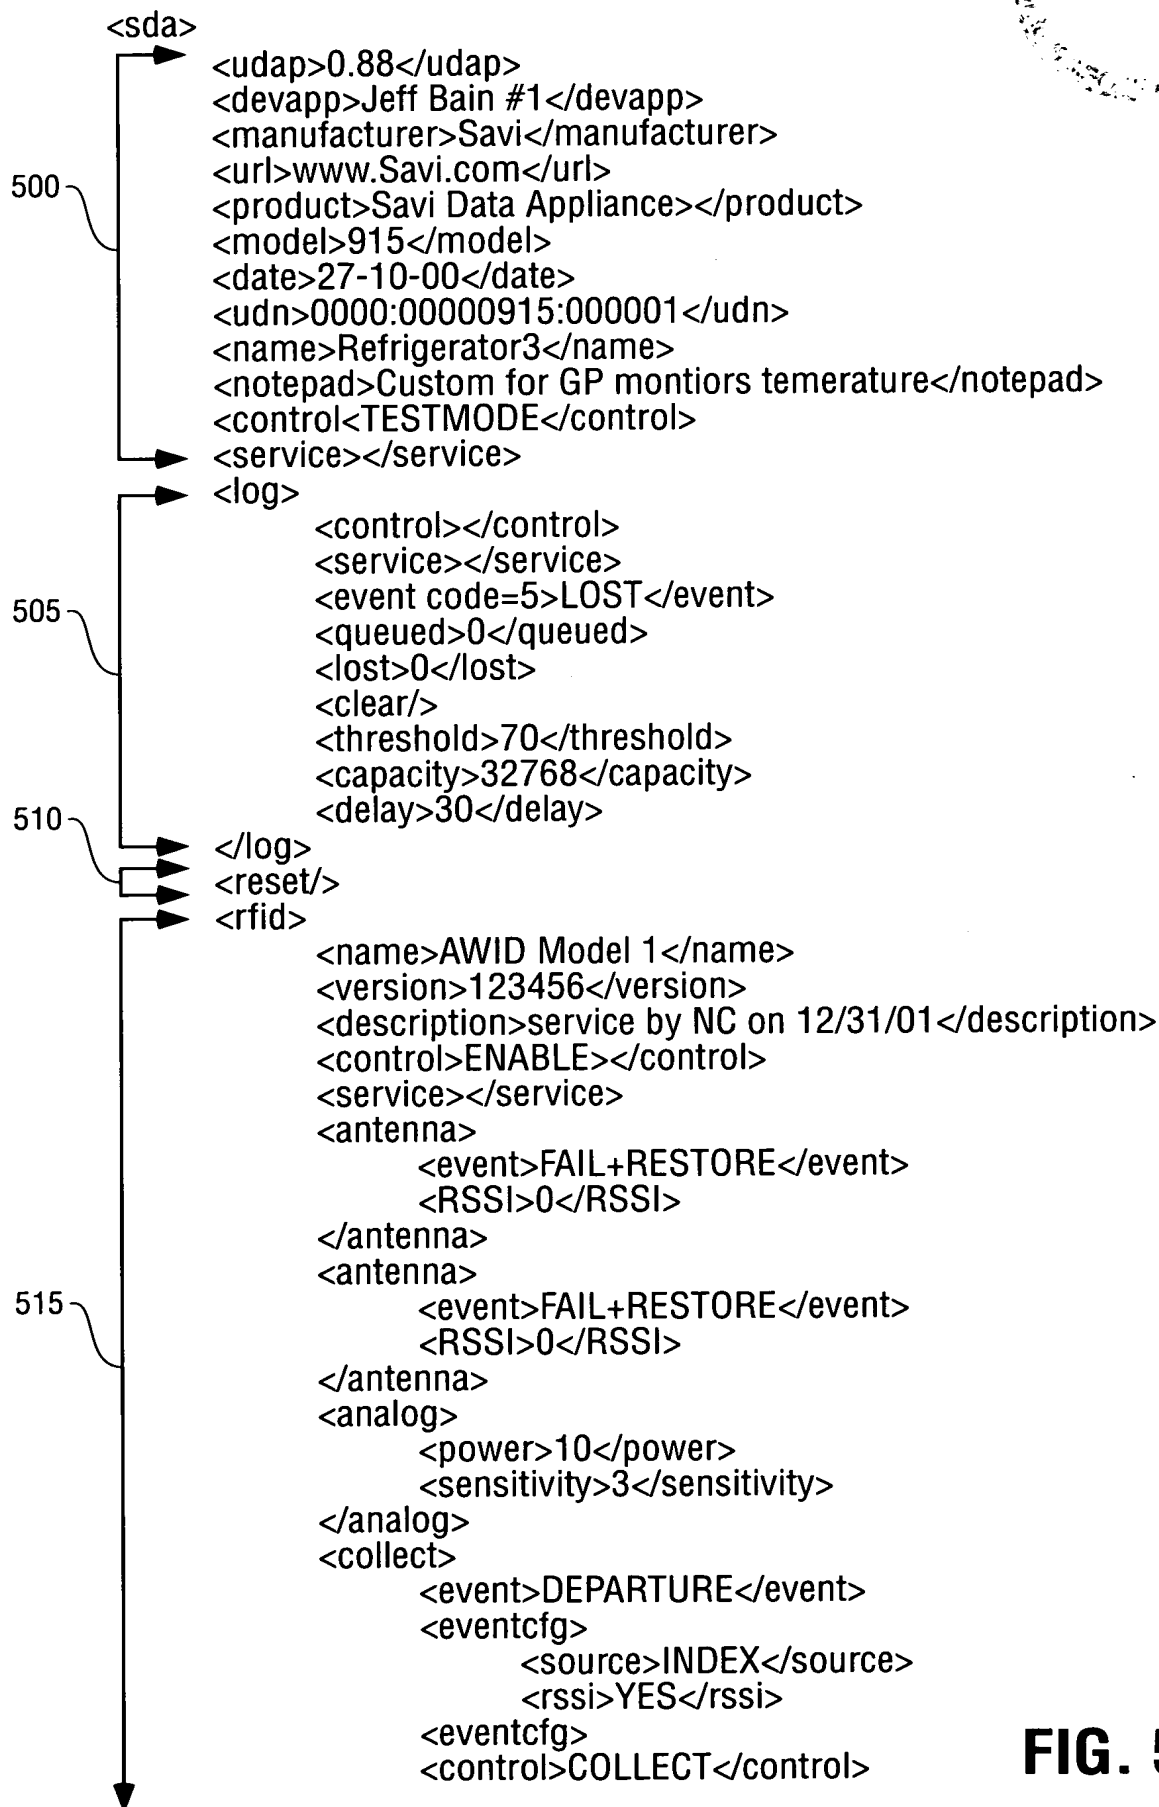 <sda>
<udap>0.88</udap>
<devapp>Jeff Bain #1</devapp>
<manufacturer>Savi</manufacturer>
<url>www.Savi.com</url>
500
<product>Savi Data Appliance></product>
<model>915</model>
<date>27-10-00</date>
<udn>0000:00000915:000001</udn>
<name>Refrigerator3</name>
<notepad>Custom for GP montiors temerature</notepad>
<control<TESTMODE</control>
<service></service>
<log>
<control></control>
<service></service>
<event code=5>LOST</event>
505
<queued>0</queued>
<lost>0</lost>
<clear/>
<threshold>70</threshold>
<capacity>32768</capacity>
<delay>30</delay>
510
</log>
<reset/>
<rfid>
<name>AWID Model 1</name>
<version>123456</version>
<description>service by NC on 12/31/01</description>
<control>ENABLE></control>
<service></service>
<antenna>
<event>FAIL+RESTORE</event>
<RSSI>0</RSSI>
</antenna>
<antenna>
515
<event>FAIL+RESTORE</event>
<RSSI>0</RSSI>
</antenna>
<analog>
<power>10</power>
<sensitivity>3</sensitivity>
</analog>
<collect>
<event>DEPARTURE</event>
<eventcfg>
<source>INDEX</source>
<rssi>YES</rssi>
<eventcfg>
<control>COLLECT</control>
FIG. 5